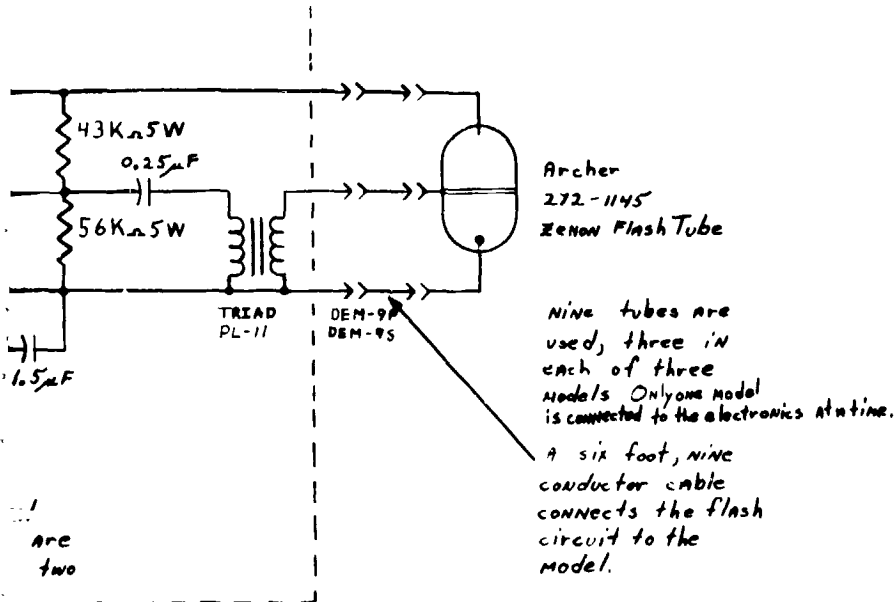 43KΩ5W
0.25μF
56KΩ5W
TRIAD
PL-11
DEM-9P
DEM-9S
1.5μF
Archer
272-1145
Xenon Flash Tube
Nine tubes are
used, three in
each of three
models Only one model
is connected to the electronics at a time.
A six foot, nine
conductor cable
connects the flash
circuit to the
model.
are
two